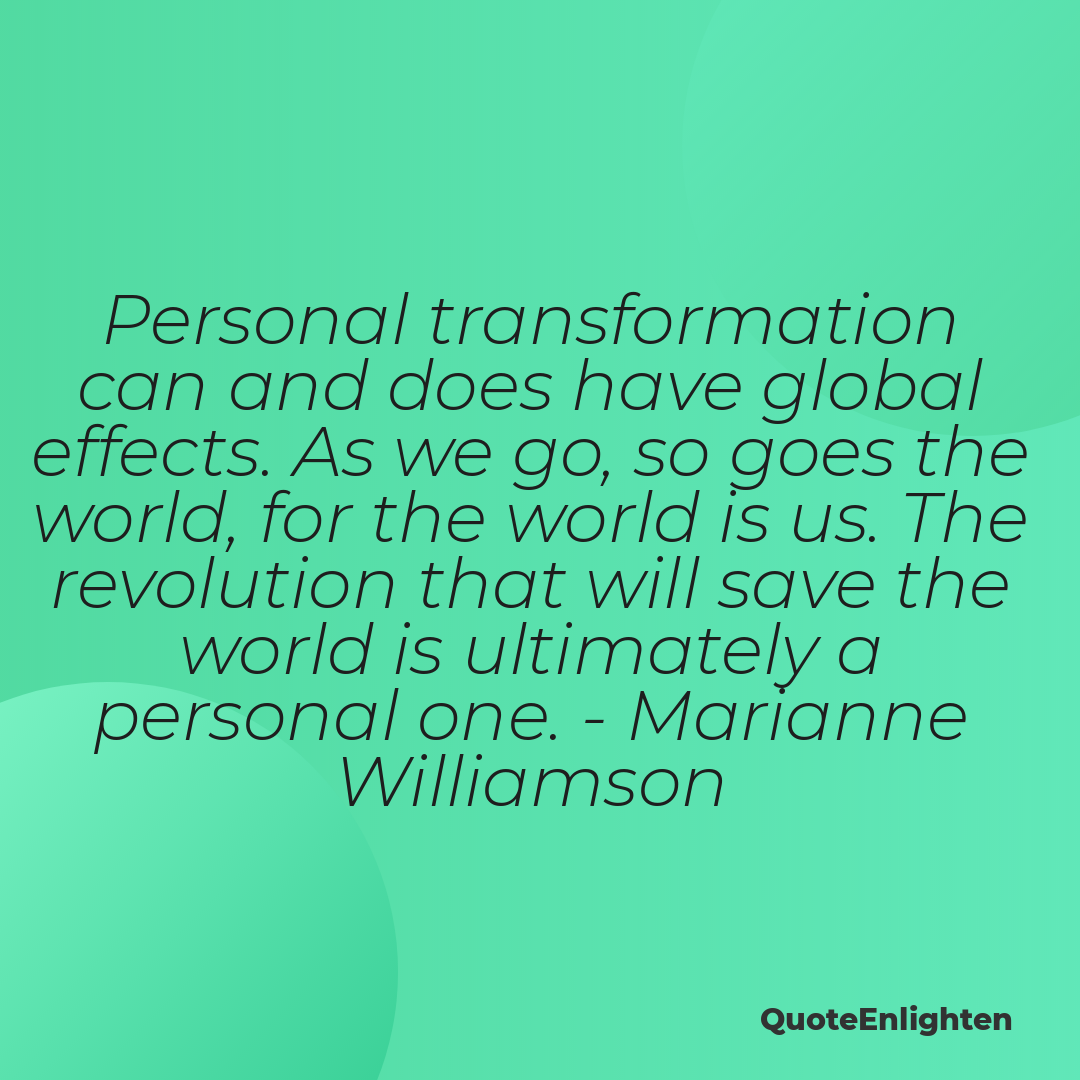 Personal transformation
can and does have global
effects. As we go, so goes the
world, for the world is us. The
revolution that will save the
world is ultimately a
personal one. - Marianne
Williamson
QuoteEnlighten